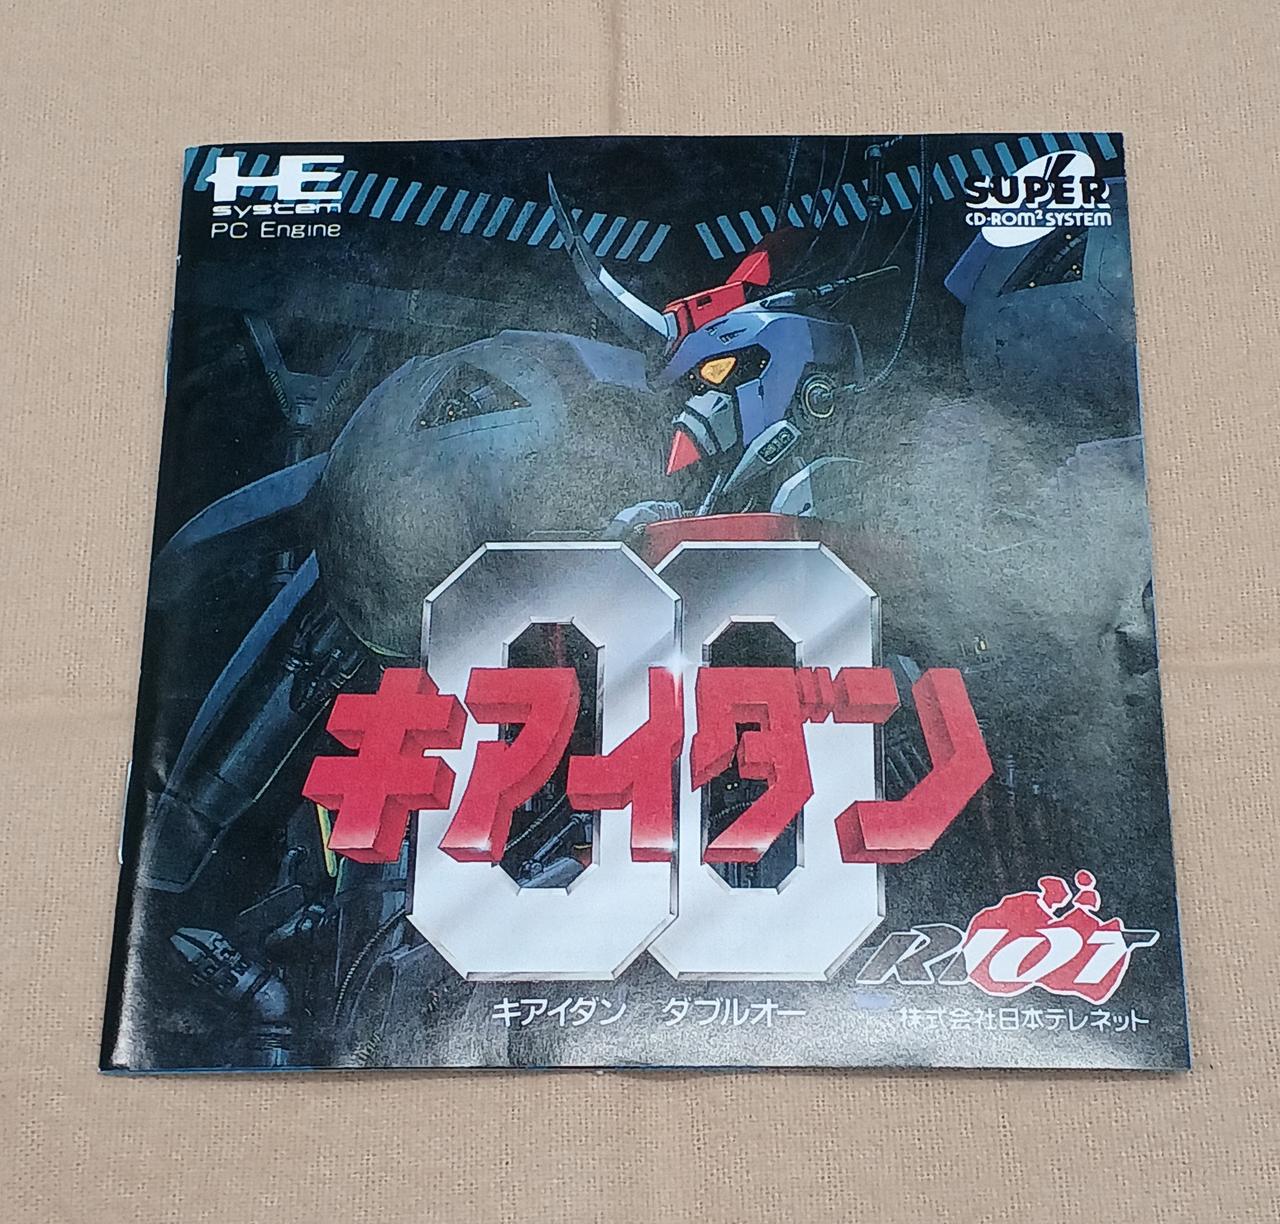 HE
system
PC Engine
SUPER
CD-ROM² SYSTEM
00
キアイダン
キアイダン ダブルオー
RIOT
株式会社日本テレネット